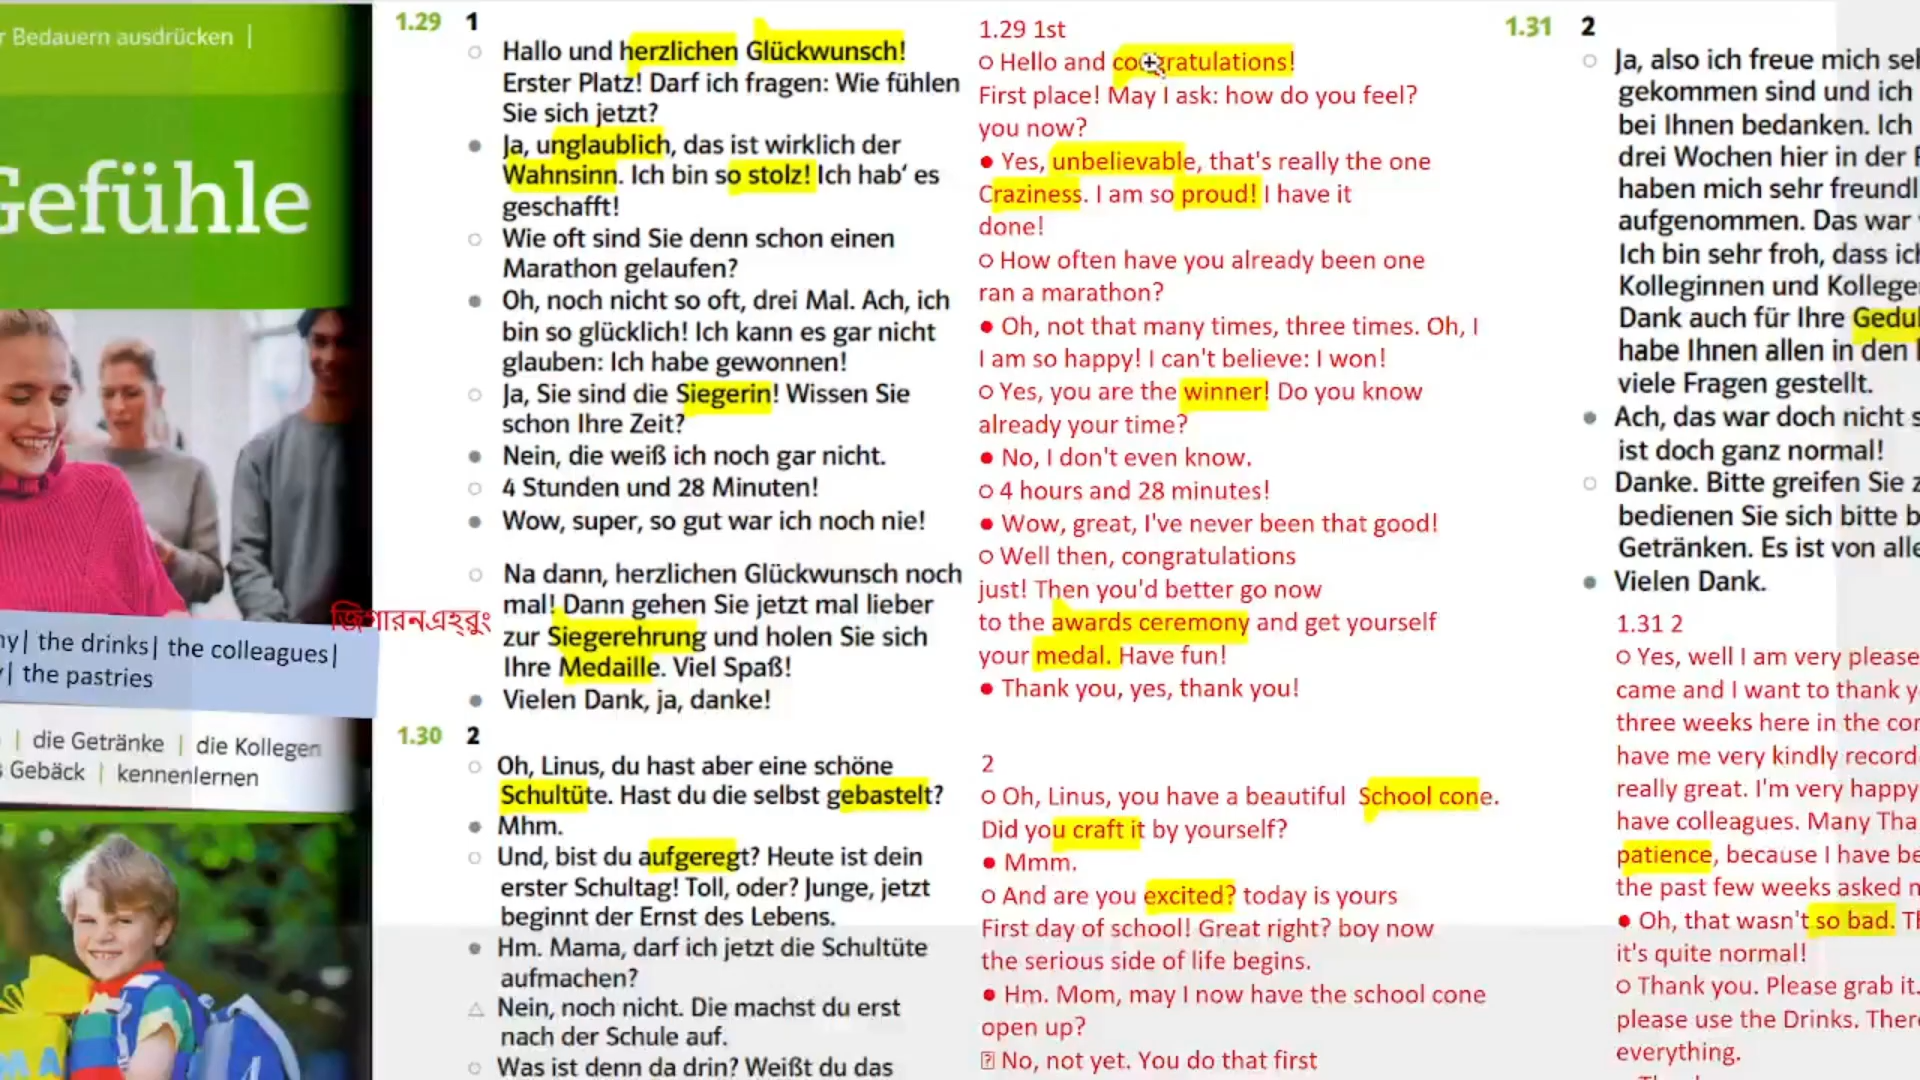 r Bedauern ausdrücken |
Gefühle
ny| the drinks| the colleagues|
| the pastries
| die Getränke | die Kollegen
s Gebäck | kennenlernen
1.29 1
○ Hallo und herzlichen Glückwunsch!
Erster Platz! Darf ich fragen: Wie fühlen
Sie sich jetzt?
● Ja, unglaublich, das ist wirklich der
Wahnsinn. Ich bin so stolz! Ich hab‘ es
geschafft!
○ Wie oft sind Sie denn schon einen
Marathon gelaufen?
● Oh, noch nicht so oft, drei Mal. Ach, ich
bin so glücklich! Ich kann es gar nicht
glauben: Ich habe gewonnen!
○ Ja, Sie sind die Siegerin! Wissen Sie
schon Ihre Zeit?
● Nein, die weiß ich noch gar nicht.
○ 4 Stunden und 28 Minuten!
● Wow, super, so gut war ich noch nie!
○ Na dann, herzlichen Glückwunsch noch
mal! Dann gehen Sie jetzt mal lieber
zur Siegerehrung und holen Sie sich
Ihre Medaille. Viel Spaß!
● Vielen Dank, ja, danke!
1.30 2
○ Oh, Linus, du hast aber eine schöne
Schultüte. Hast du die selbst gebastelt?
● Mhm.
○ Und, bist du aufgeregt? Heute ist dein
erster Schultag! Toll, oder? Junge, jetzt
beginnt der Ernst des Lebens.
● Hm. Mama, darf ich jetzt die Schultüte
aufmachen?
△ Nein, noch nicht. Die machst du erst
nach der Schule auf.
○ Was ist denn da drin? Weißt du das
1.29 1st
○ Hello and congratulations!
First place! May I ask: how do you feel?
you now?
● Yes, unbelievable, that's really the one
Craziness. I am so proud! I have it
done!
○ How often have you already been one
ran a marathon?
● Oh, not that many times, three times. Oh, I
I am so happy! I can't believe: I won!
○ Yes, you are the winner! Do you know
already your time?
● No, I don't even know.
○ 4 hours and 28 minutes!
● Wow, great, I've never been that good!
○ Well then, congratulations
just! Then you'd better go now
to the awards ceremony and get yourself
your medal. Have fun!
● Thank you, yes, thank you!
2
○ Oh, Linus, you have a beautiful School cone.
Did you craft it by yourself?
● Mmm.
○ And are you excited? today is yours
First day of school! Great right? boy now
the serious side of life begins.
● Hm. Mom, may I now have the school cone
open up?
No, not yet. You do that first
1.31 2
○ Ja, also ich freue mich seh
gekommen sind und ich
bei Ihnen bedanken. Ich
drei Wochen hier in der
haben mich sehr freundl
aufgenommen. Das war
Ich bin sehr froh, dass ich
Kolleginnen und Kollege
Dank auch für Ihre Gedul
habe Ihnen allen in den
viele Fragen gestellt.
● Ach, das war doch nicht s
ist doch ganz normal!
○ Danke. Bitte greifen Sie z
bedienen Sie sich bitte b
Getränken. Es ist von alle
● Vielen Dank.
1.31 2
○ Yes, well I am very please
came and I want to thank y
three weeks here in the co
have me very kindly record
really great. I'm very happy
have colleagues. Many Tha
patience, because I have be
the past few weeks asked
● Oh, that wasn't so bad. Th
it's quite normal!
○ Thank you. Please grab it.
please use the Drinks. There
everything.